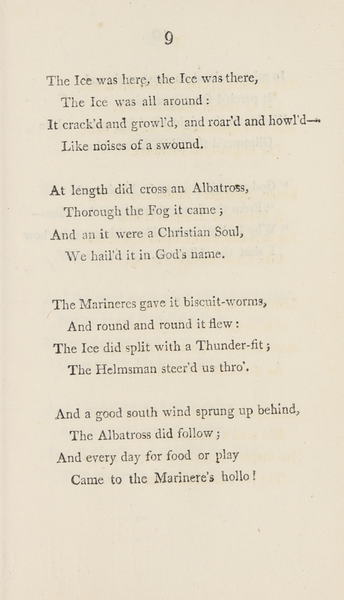 9
The Ice was here, the Ice was there,
The Ice was all around:
It crack'd and growl'd, and roar'd and howl'd—
Like noises of a swound.
At length did cross an Albatross,
Thorough the Fog it came;
And an it were a Christian Soul,
We hail'd it in God's name.
The Marineres gave it biscuit-worms,
And round and round it flew:
The Ice did split with a Thunder-fit;
The Helmsman steer'd us thro'.
And a good south wind sprung up behind,
The Albatross did follow;
And every day for food or play
Came to the Marinere's hollo!